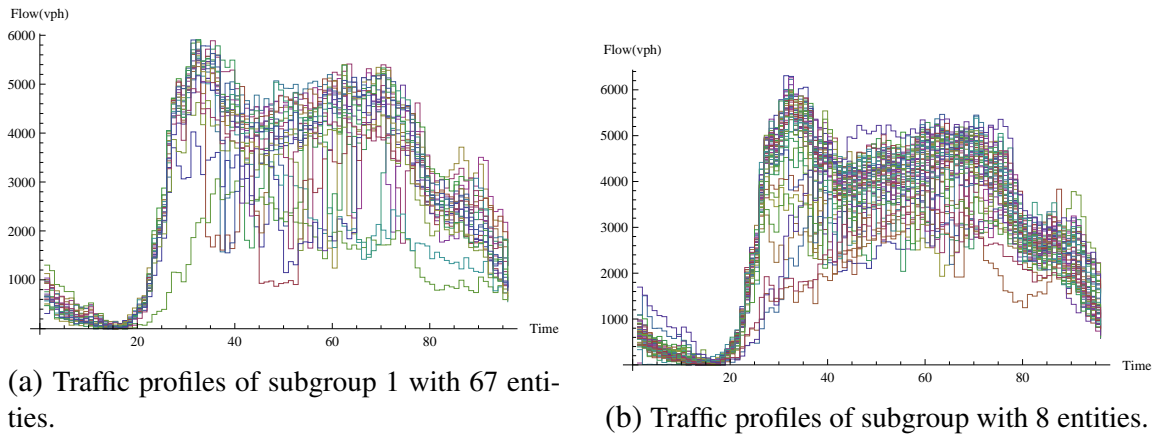 Flow(vph)
6000
5000
4000
3000
2000
1000
20
40
60
80
Time
(a) Traffic profiles of subgroup 1 with 67 enti-
ties.
Flow(vph)
6000
5000
4000
3000
2000
1000
20
40
60
80
Time
(b) Traffic profiles of subgroup with 8 entities.